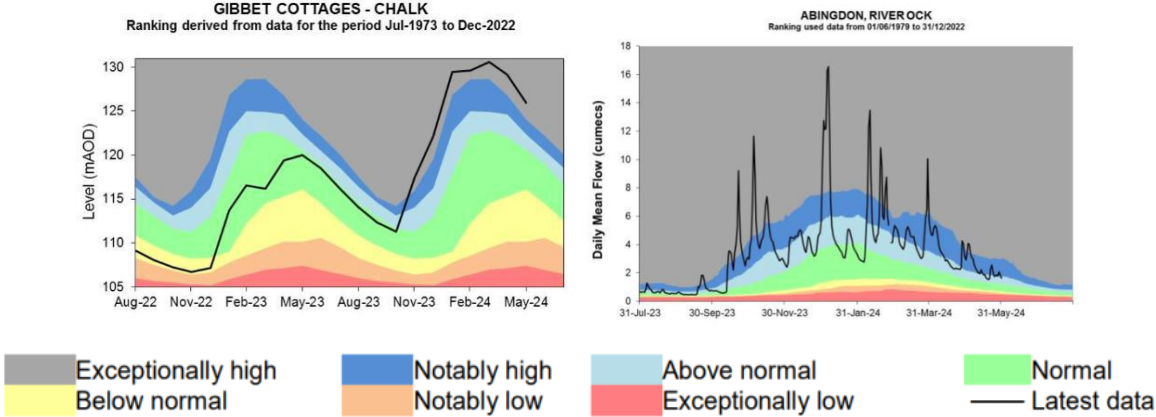 GIBBET COTTAGES - CHALK
Ranking derived from data for the period Jul-1973 to Dec-2022
Level (mAOD)
130
125
120
115
110
105
Aug-22 Nov-22 Feb-23 May-23 Aug-23 Nov-23 Feb-24 May-24
ABINGDON, RIVER OCK
Ranking used data from 01/06/1979 to 31/12/2022
Daily Mean Flow (cumecs)
18
16
14
12
10
8
6
4
2
0
31-Jul-23 30-Sep-23 30-Nov-23 31-Jan-24 31-Mar-24 31-May-24
Exceptionally high Notably high Above normal Normal
Below normal Notably low Exceptionally low Latest data